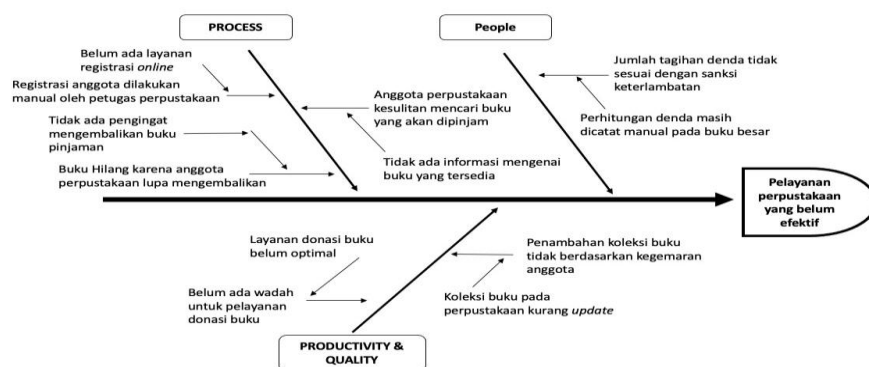 PROCESS
Belum ada layanan
registrasi online
Registrasi anggota dilakukan
manual oleh petugas perpustakaan
Tidak ada pengingat
mengembalikan buku
pinjaman
Buku Hilang karena anggota
perpustakaan lupa mengembalikan
Anggota perpustakaan
kesulitan mencari buku
yang akan dipinjam
Tidak ada informasi mengenai
buku yang tersedia
People
Jumlah tagihan denda tidak
sesuai dengan sanksi
keterlambatan
Perhitungan denda masih
dicatat manual pada buku besar
Pelayanan
perpustakaan
yang belum
efektif
Layanan donasi buku
belum optimal
Belum ada wadah
untuk pelayanan
donasi buku
Penambahan koleksi buku
tidak berdasarkan kegemaran
anggota
Koleksi buku pada
perpustakaan kurang update
PRODUCTIVITY &
QUALITY